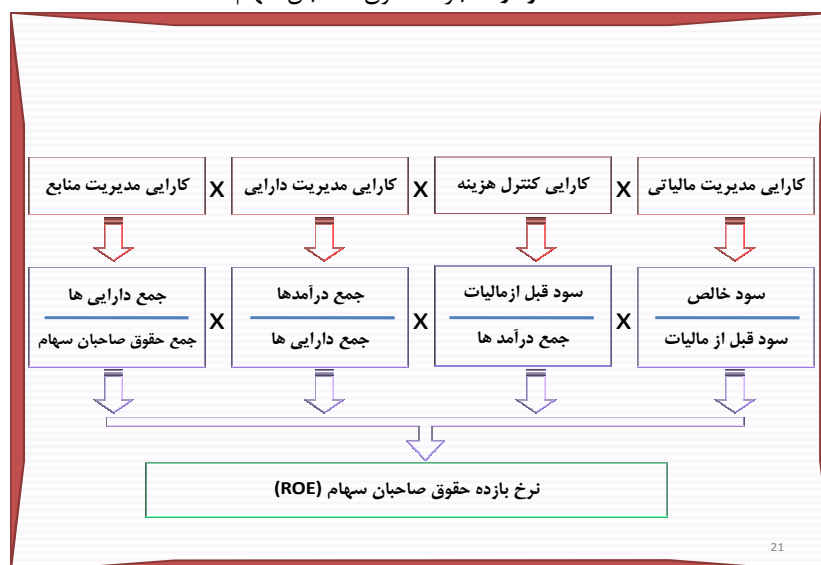 کارایی مدیریت مالیاتی X کارایی کنترل هزینه X کارایی مدیریت دارایی X کارایی مدیریت منابع
سود خالص
سود قبل از مالیات
X
سود قبل ازمالیات
جمع درآمد ها
X
جمع درآمدها
جمع دارایی ها
X
جمع دارایی ها
جمع حقوق صاحبان سهام
نرخ بازده حقوق صاحبان سهام (ROE)
21